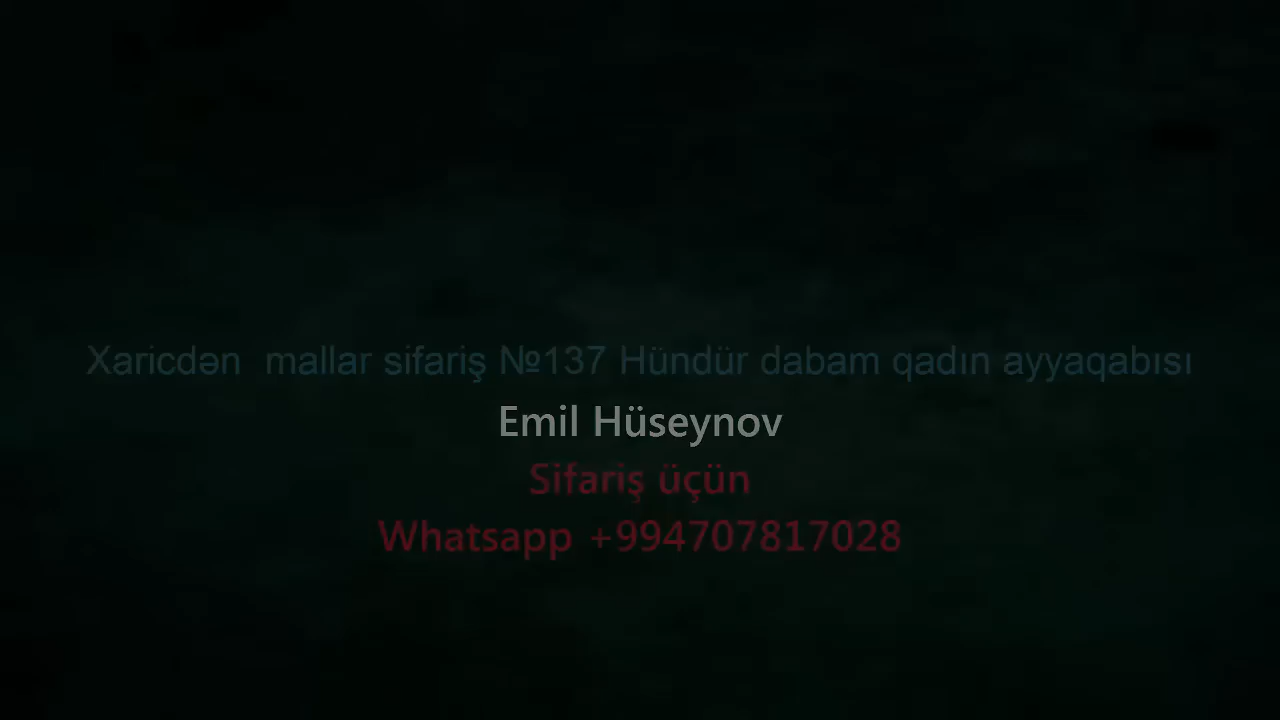 Xaricdən mallar sifariş №137 Hündür dabam qadın ayyaqabısı
Emil Hüseynov
Sifariş üçün
Whatsapp +994707817028